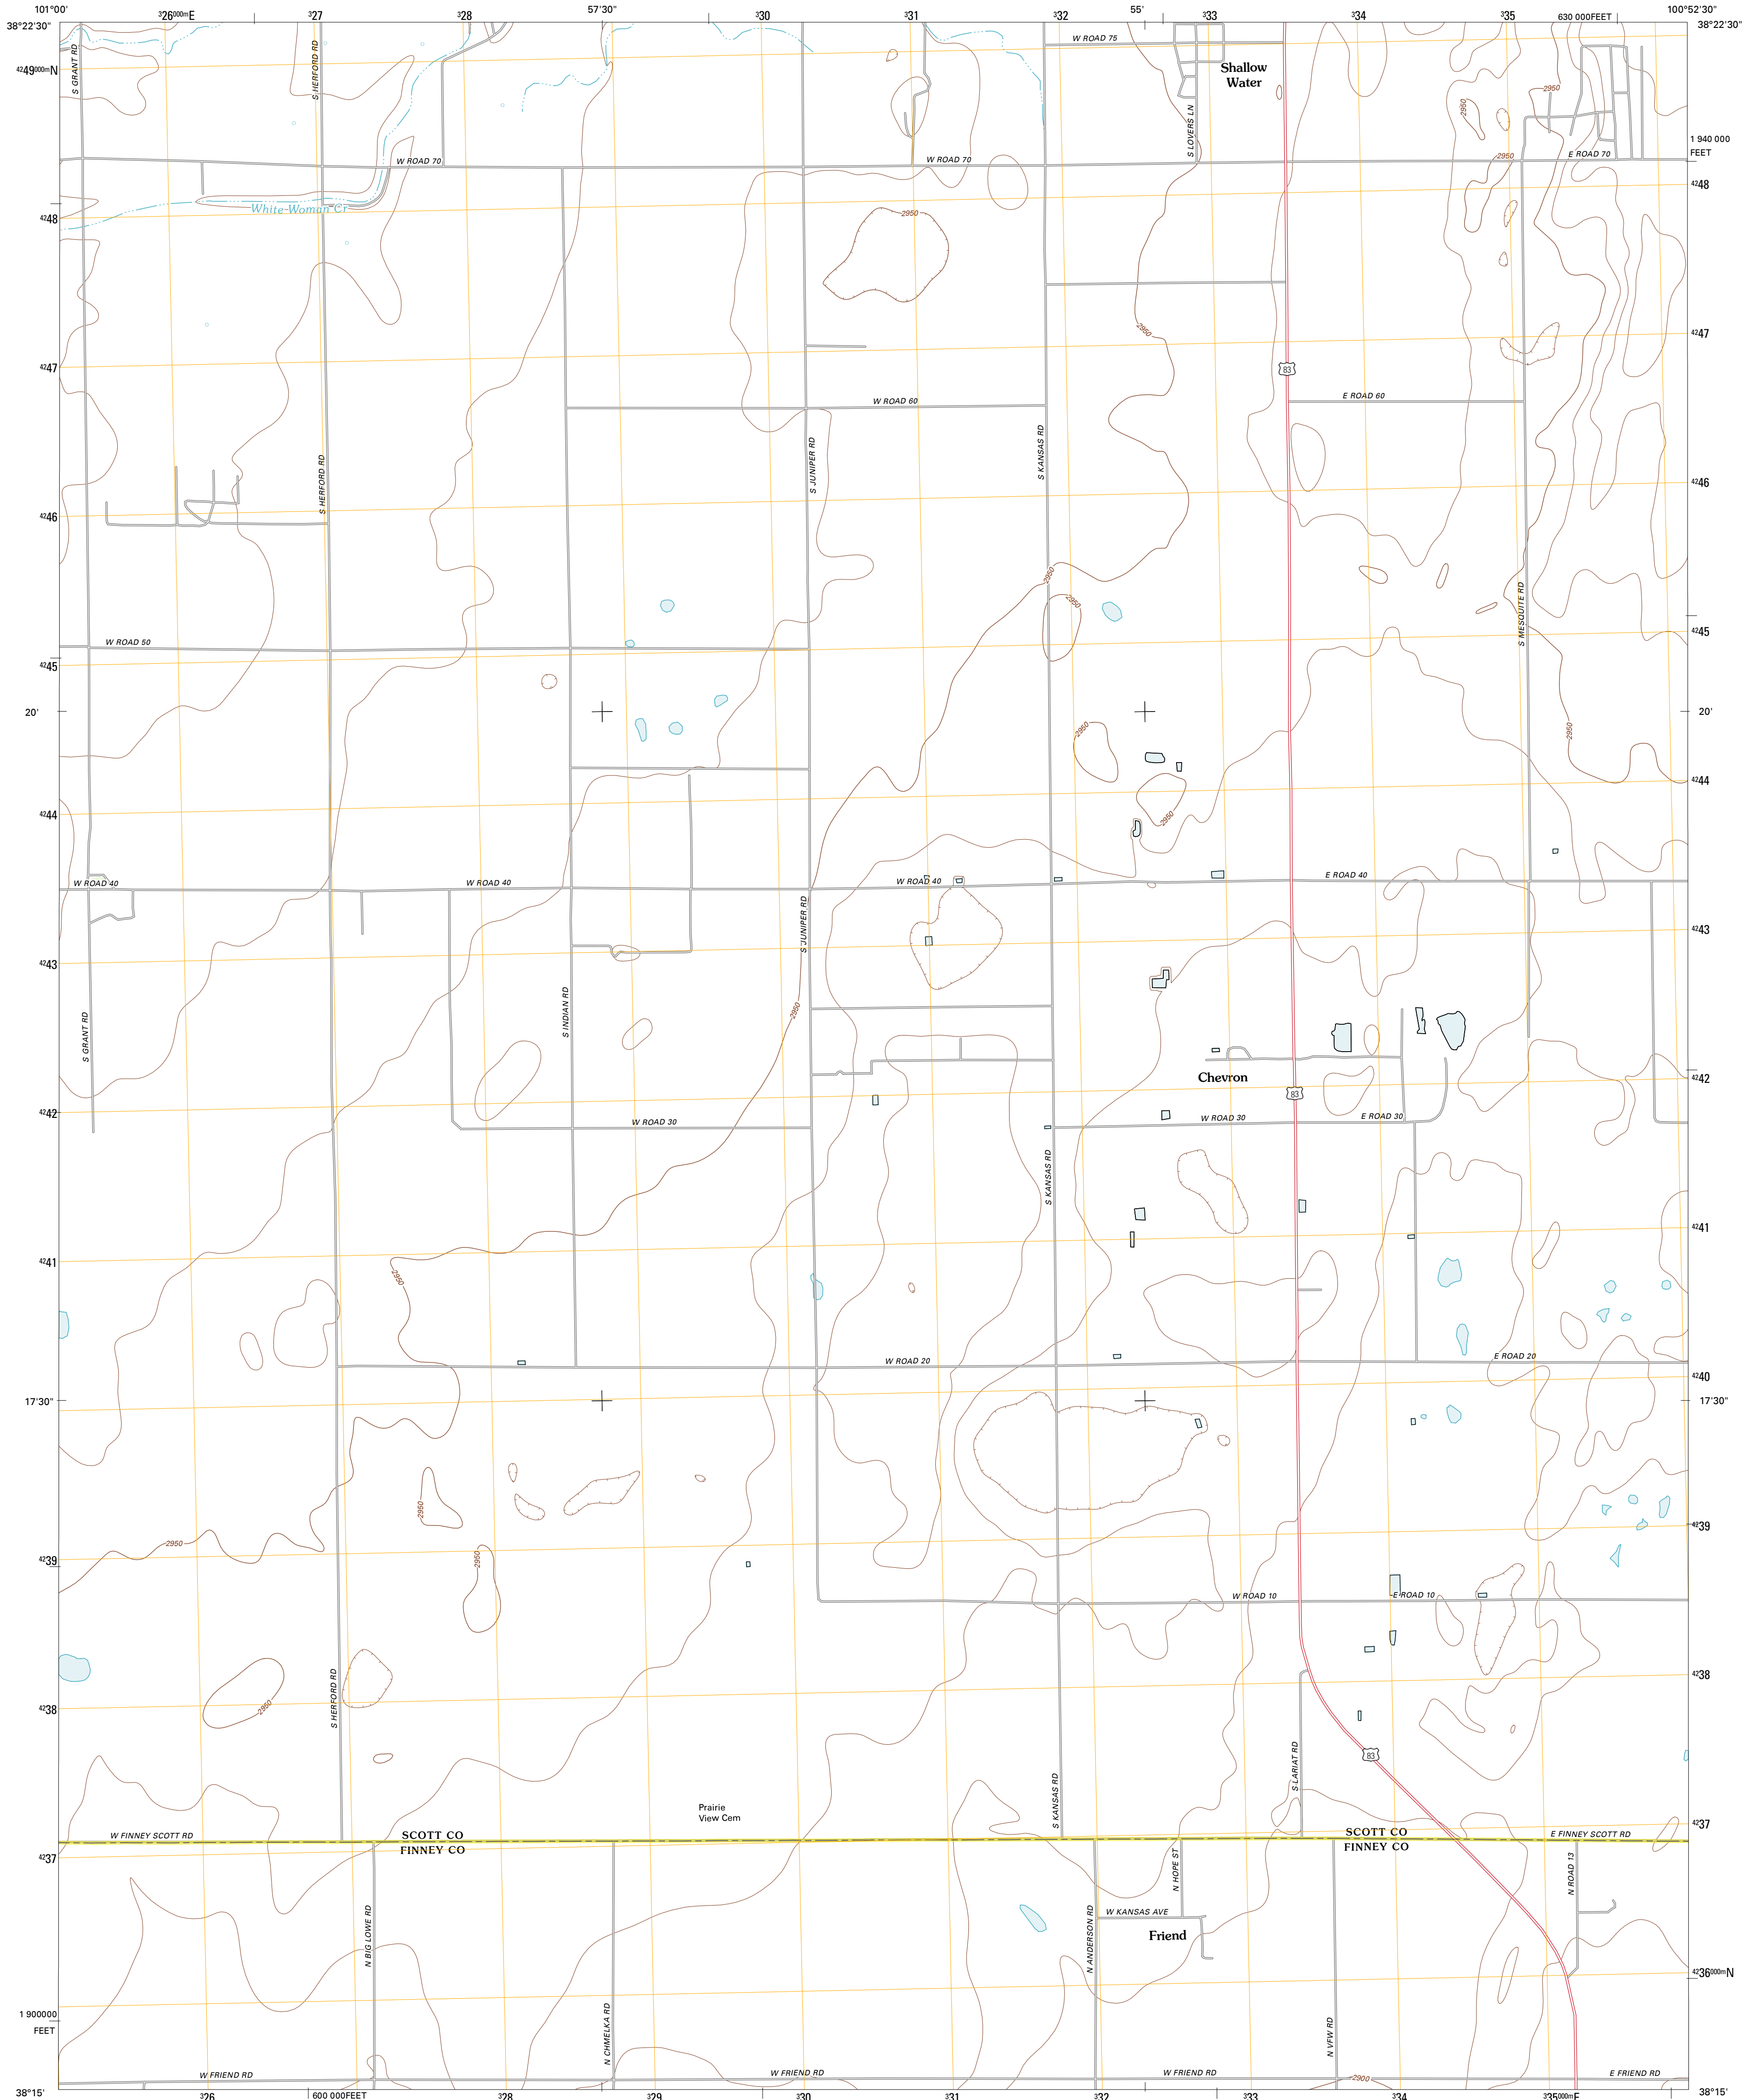 101°00'
³26⁰⁰⁰ᵐE
³27
³28
57'30"
³30
³31
³32
55'
³33
³34
³35
630 000FEET
100°52'30"
38°22'30"
38°22'30"
W ROAD 75
Shallow
Water
S GRANT RD
S HERFORD RD
⁴²49⁰⁰⁰ᵐN
2950
2950
S LOVERS LN
1 940 000
FEET
W ROAD 70
W ROAD 70
2950
E ROAD 70
⁴²48
White Woman Cr
2950
⁴²48
2950
⁴²47
83
⁴²47
W ROAD 60
E ROAD 60
S HERFORD RD
S JUNIPER RD
S KANSAS RD
⁴²46
⁴²46
2950
2950
S MESQUITE RD
⁴²45
W ROAD 50
⁴²45
20'
20'
2950
2950
⁴²44
⁴²44
2950
W ROAD 40
W ROAD 40
W ROAD 40
E ROAD 40
S JUNIPER RD
⁴²43
⁴²43
S GRANT RD
S INDIAN RD
2950
Chevron
⁴²42
83
⁴²42
W ROAD 30
W ROAD 30
E ROAD 30
S KANSAS RD
⁴²41
⁴²41
2950
W ROAD 20
E ROAD 20
⁴²40
17'30"
17'30"
2950
⁴²39
2950
2950
⁴²39
W ROAD 10
E ROAD 10
S HERFORD RD
⁴²38
2950
⁴²38
83
S LARIAT RD
S KANSAS RD
Prairie
View Cem
⁴²37
W FINNEY SCOTT RD
SCOTT CO
FINNEY CO
SCOTT CO
FINNEY CO
E FINNEY SCOTT RD
⁴²37
N HOPE ST
N ROAD 13
N BIG LOWE RD
N ANDERSON RD
W KANSAS AVE
Friend
⁴²36⁰⁰⁰ᵐN
1 900000
FEET
N CHMELKA RD
N VFW RD
W FRIEND RD
W FRIEND RD
W FRIEND RD
2900
E FRIEND RD
38°15'
³26
600 000FEET
³28
³29
³30
³31
³32
³33
³34
³35⁰⁰⁰ᵐE
38°15'